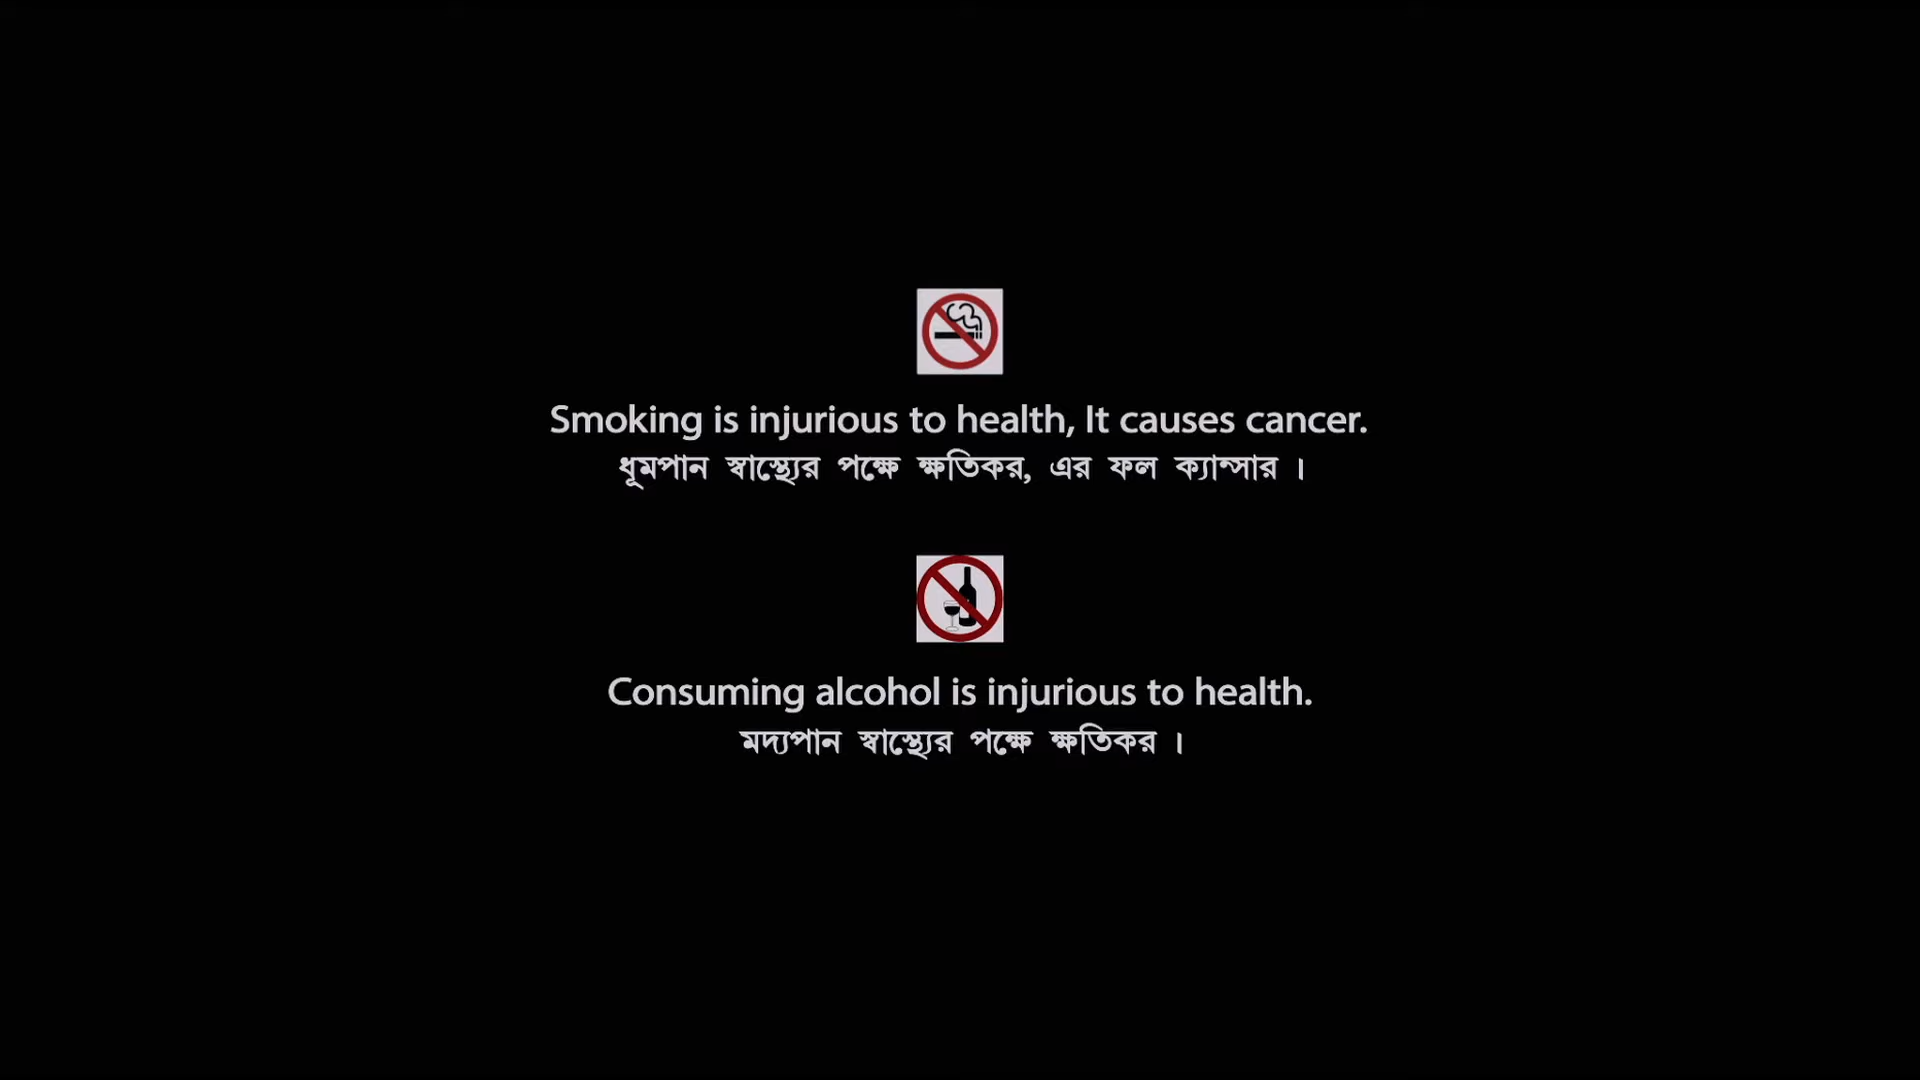 Smoking is injurious to health, It causes cancer.
ধূমপান স্বাস্থ্যের পক্ষে ক্ষতিকর, এর ফল ক্যান্সার ।
Consuming alcohol is injurious to health.
মদ্যপান স্বাস্থ্যের পক্ষে ক্ষতিকর ।